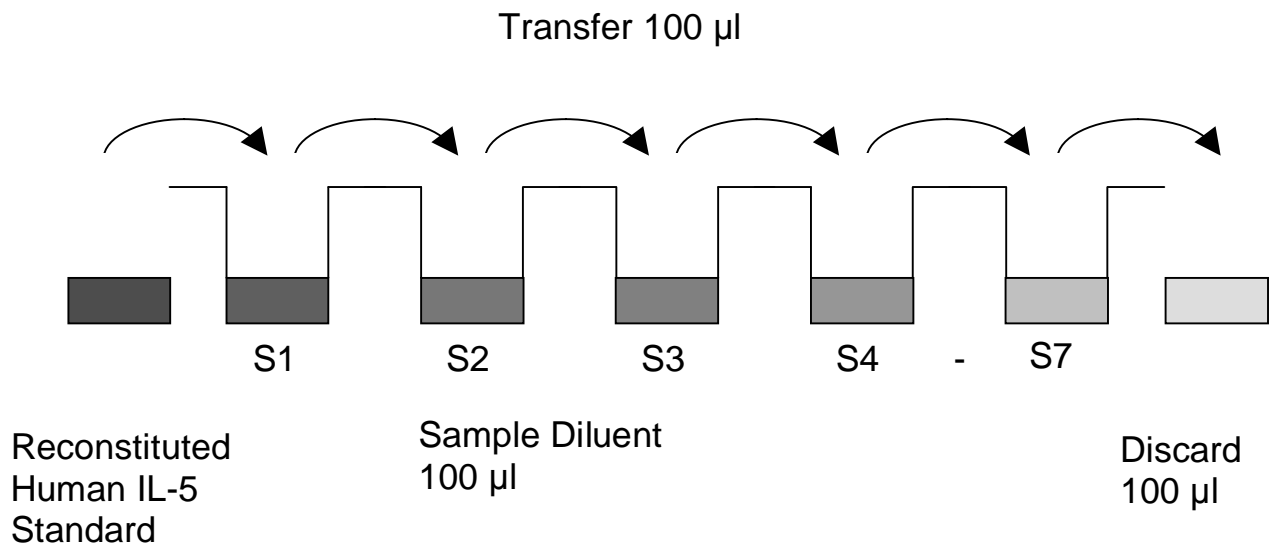 Transfer 100 µl
S1 S2 S3 S4 - S7
Reconstituted
Human IL-5
Standard
Sample Diluent
100 µl
Discard
100 µl